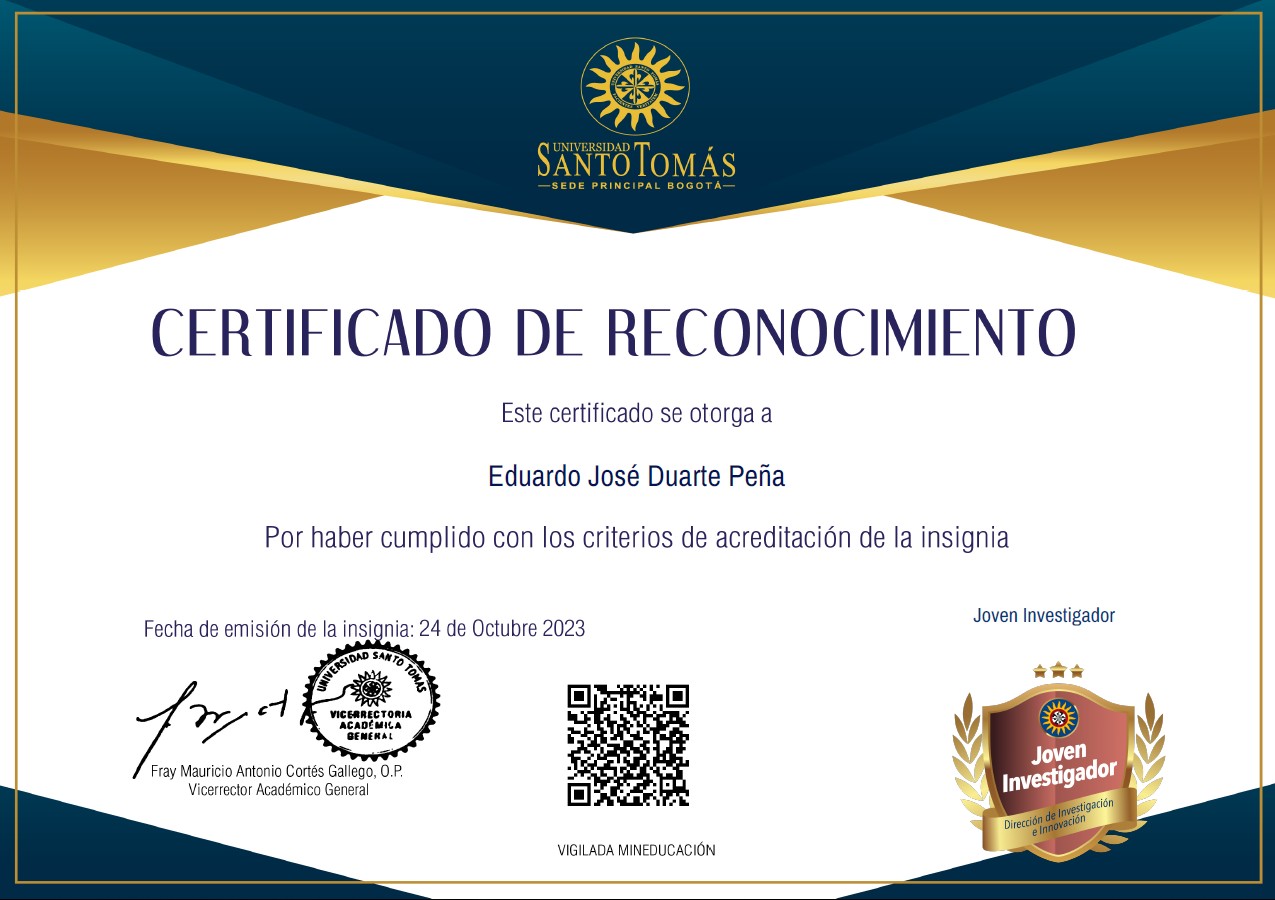 UNIVERSIDAD
SANTO TOMÁS
SEDE PRINCIPAL BOGOTÁ
CERTIFICADO DE RECONOCIMIENTO
Este certificado se otorga a
Eduardo José Duarte Peña
Por haber cumplido con los criterios de acreditación de la insignia
Fecha de emisión de la insignia: 24 de Octubre 2023
UNIVERSIDAD SANTO TOMAS
VICERRECTORIA
ACADÉMICA
GENERAL
Fray Mauricio Antonio Cortés Gallego, O.P.
Vicerrector Académico General
VIGILADA MINEDUCACIÓN
Joven Investigador
Joven
Investigador
Dirección de Investigación
e Innovación